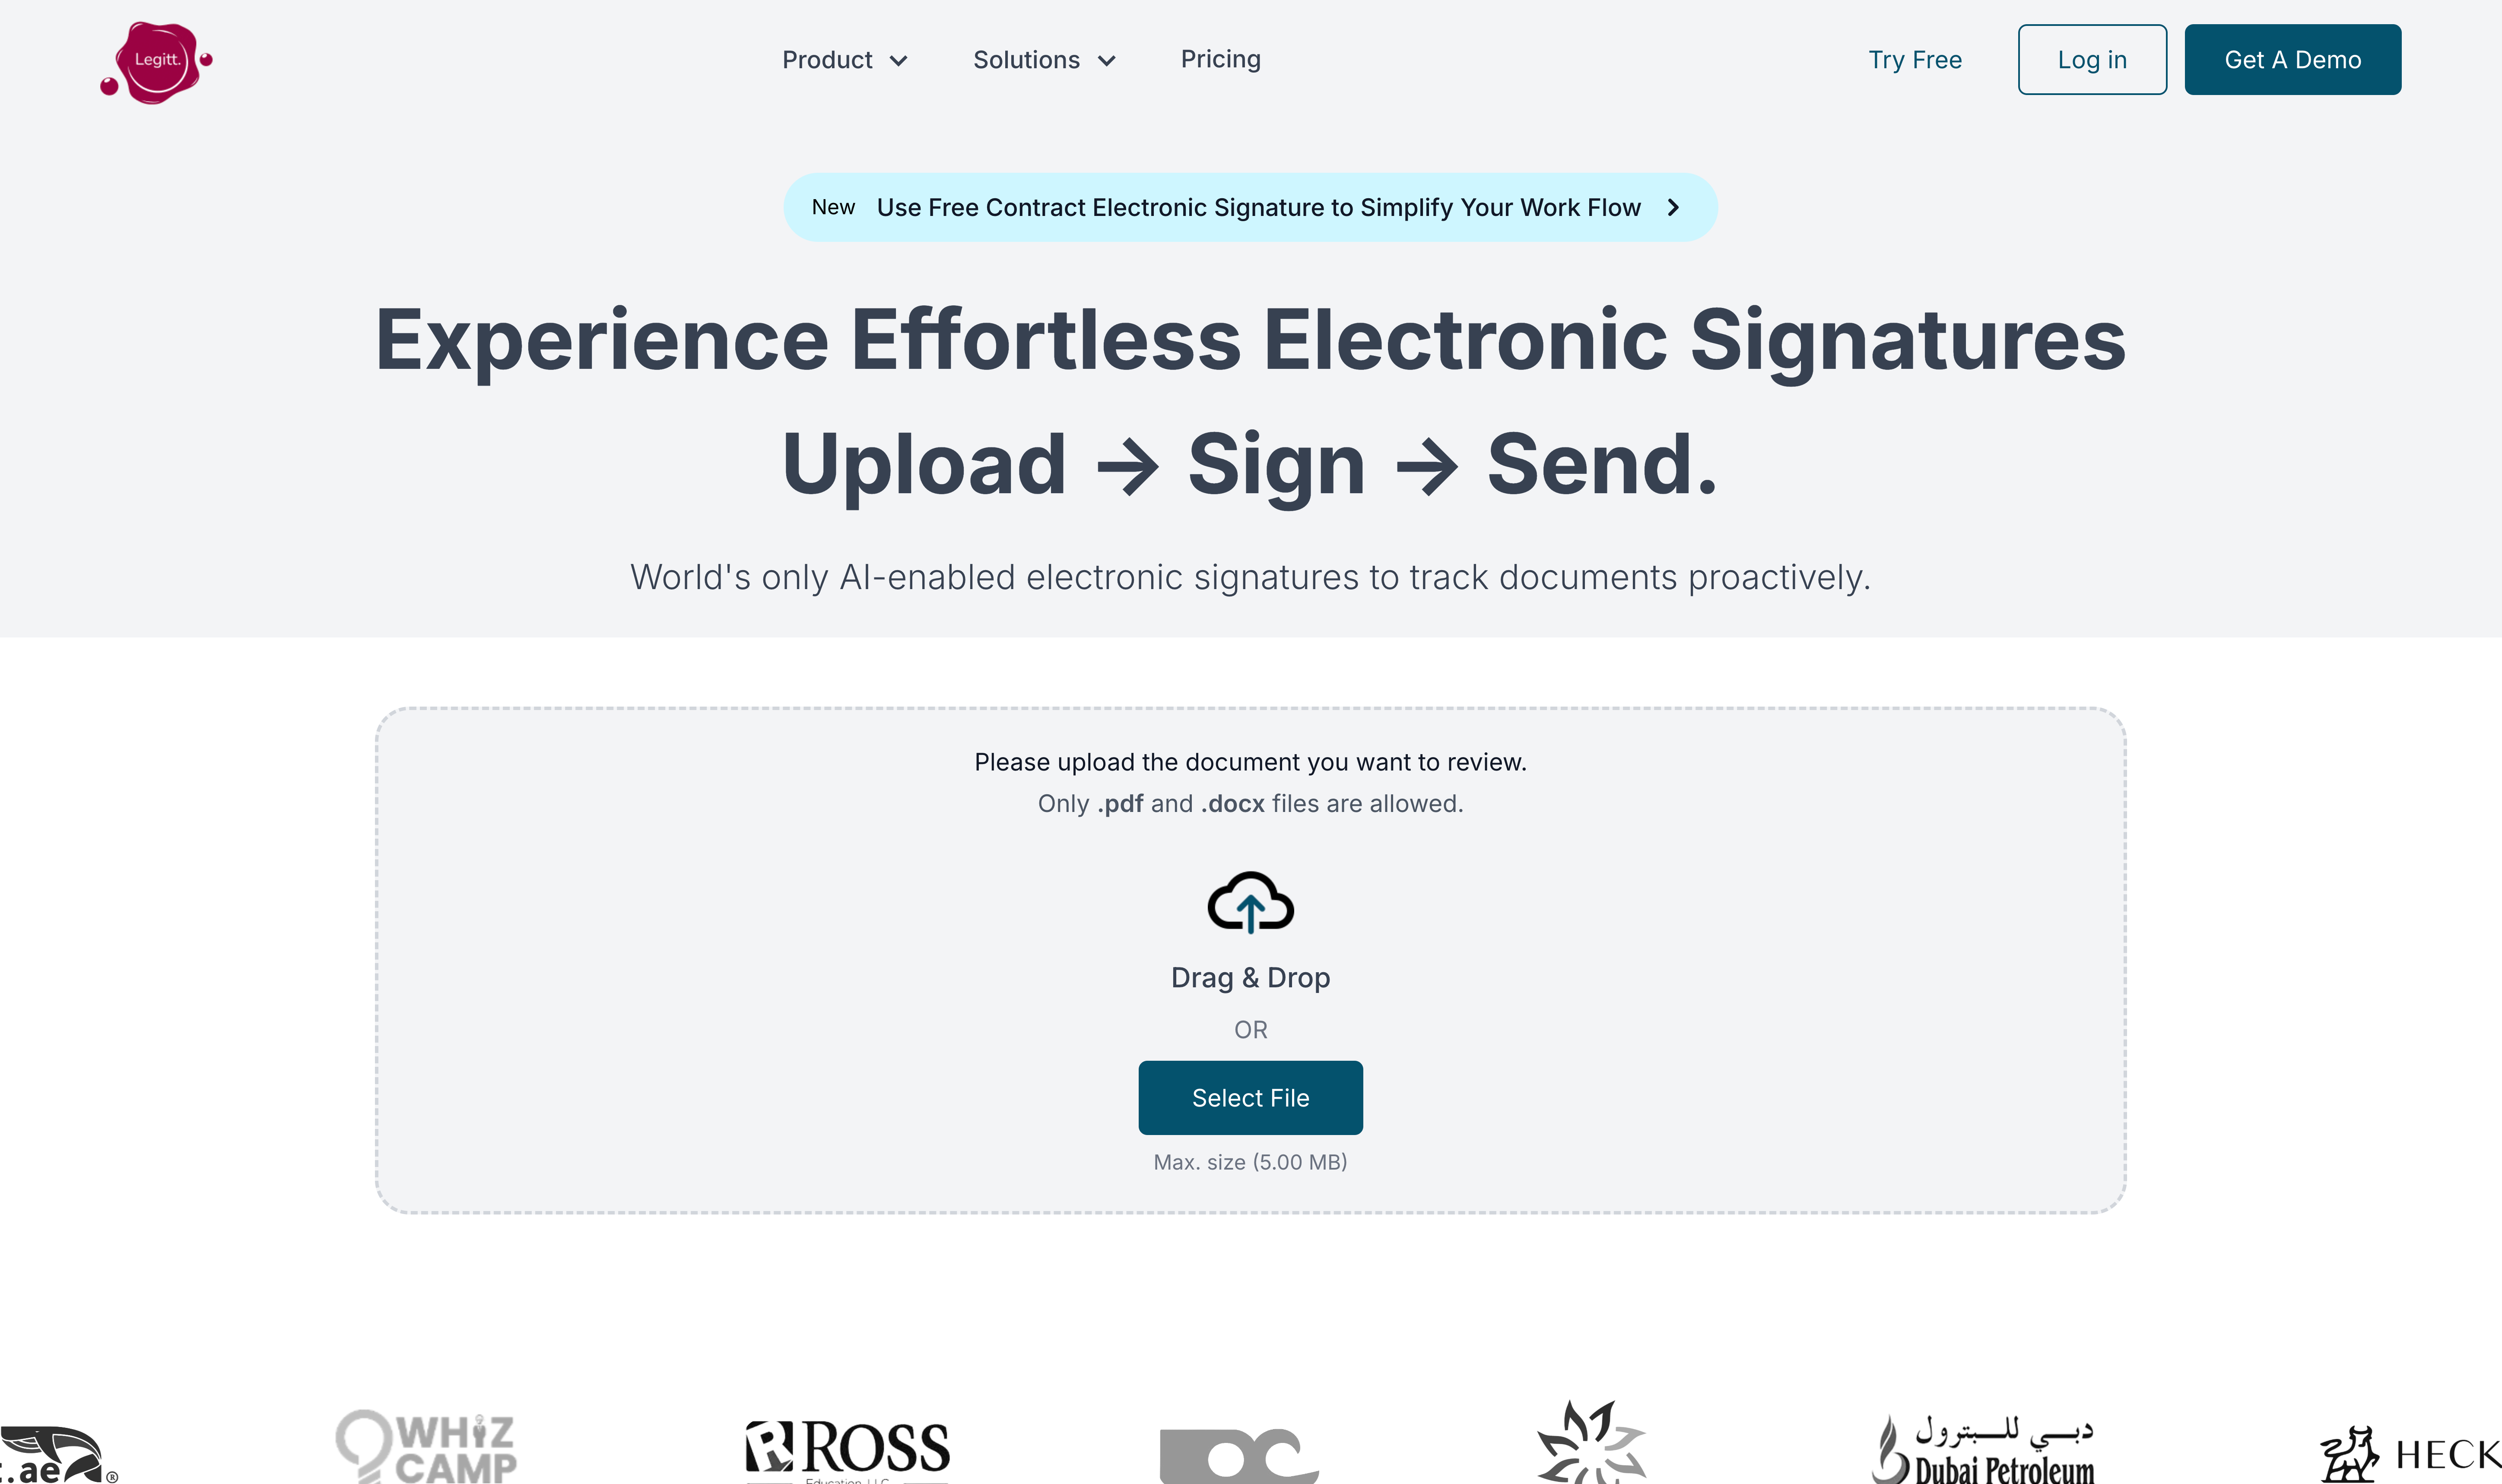 Legitt.
Product
Solutions
Pricing
Try Free
Log in
Get A Demo
New Use Free Contract Electronic Signature to Simplify Your Work Flow
Experience Effortless Electronic Signatures
Upload → Sign → Send.
World's only AI-enabled electronic signatures to track documents proactively.
Please upload the document you want to review.
Only .pdf and .docx files are allowed.
Drag & Drop
OR
Select File
Max. size (5.00 MB)
.ae®
WHIZ
CAMP
ROSS
Education, LLC
دبي للبترول
Dubai Petroleum
HECK